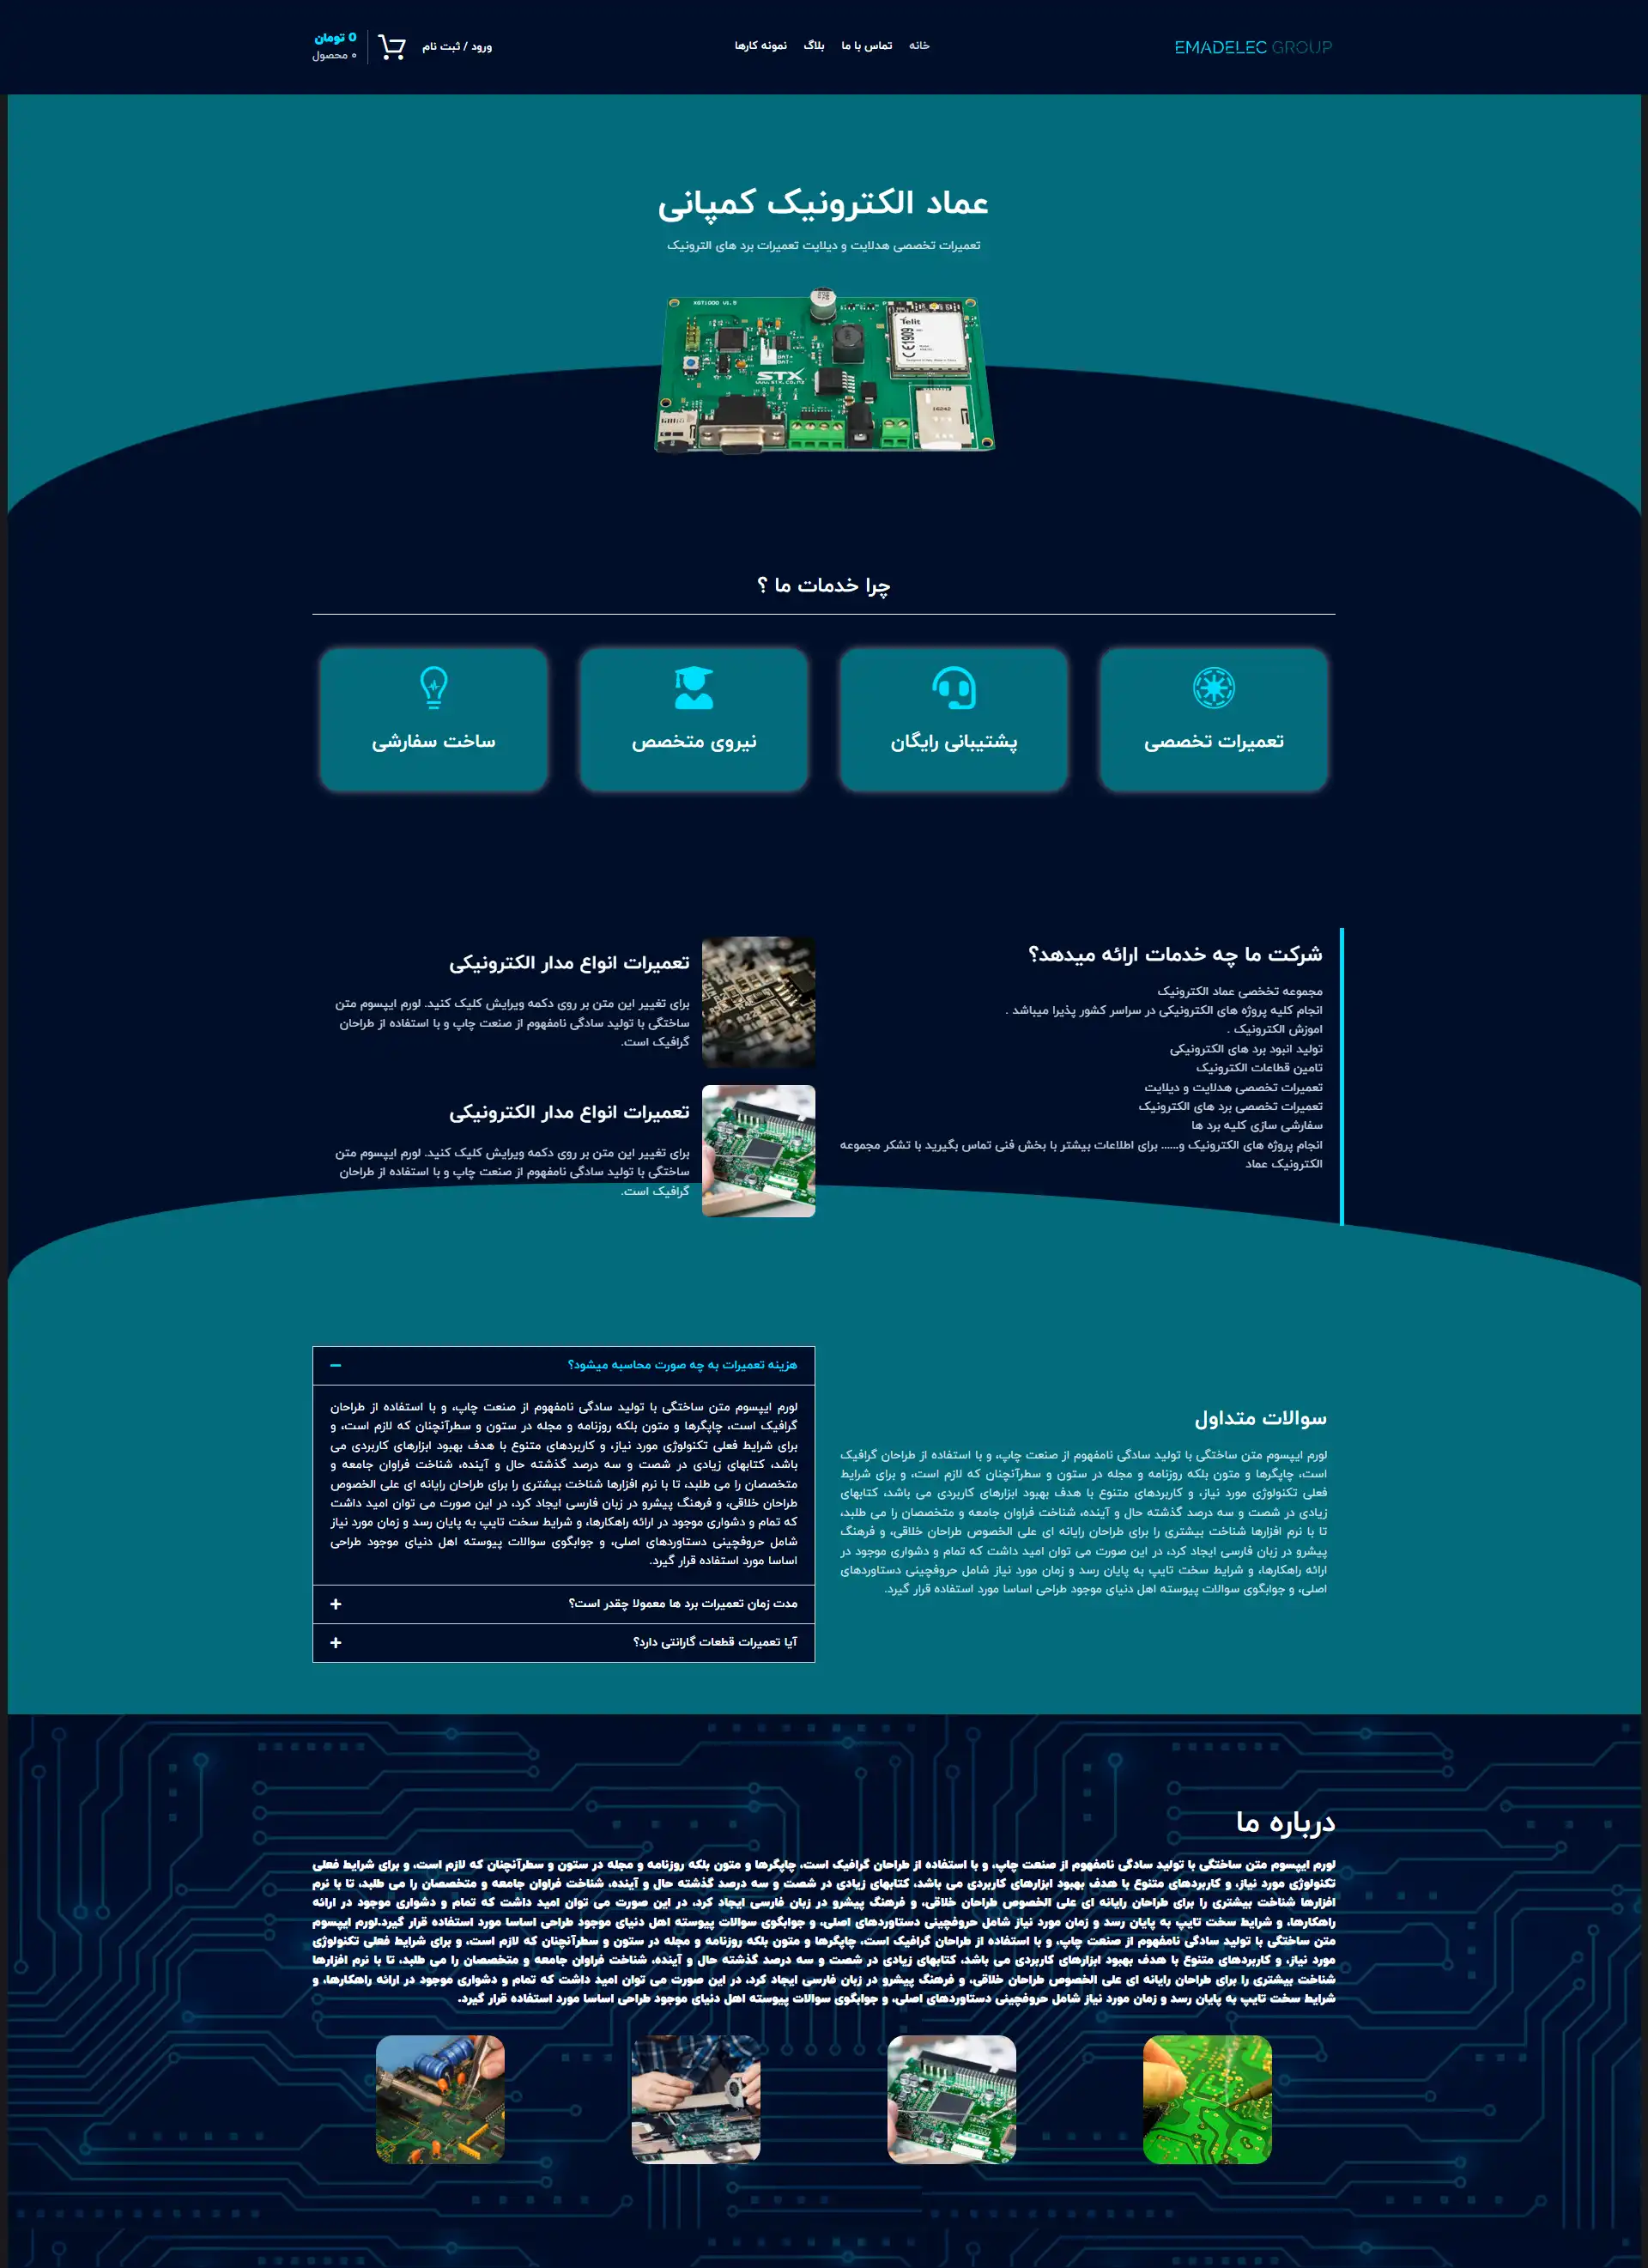 EMADELEC GROUP
خانه
تماس با ما
بلاگ
نمونه کارها
ورود / ثبت نام
0 تومان
۰ محصول
عماد الکترونیک کمپانی
تعمیرات تخصصی هدلایت و دیلایت تعمیرات برد های الترونیک
XGT1000 V1.5
Telit
CE1909
BAT+
BAT-
STX
www.stx.co.nz
16242
چرا خدمات ما ؟
تعمیرات تخصصی
پشتیبانی رایگان
نیروی متخصص
ساخت سفارشی
شرکت ما چه خدمات ارائه میدهد؟
مجموعه تخخصی عماد الکترونیک
انجام کلیه پروژه های الکترونیکی در سراسر کشور پذیرا میباشد .
اموزش الکترونیک .
تولید انبود برد های الکترونیکی
تامین قطاعات الکترونیک
تعمیرات تخصصی هدلایت و دیلایت
تعمیرات تخصصی برد های الکترونیک
سفارشی سازی کلیه برد ها
انجام پروژه های الکترونیک و...... برای اطلاعات بیشتر با بخش فنی تماس بگیرید با تشکر مجموعه
الکترونیک عماد
تعمیرات انواع مدار الکترونیکی
برای تغییر این متن بر روی دکمه ویرایش کلیک کنید. لورم ایپسوم متن
ساختگی با تولید سادگی نامفهوم از صنعت چاپ و با استفاده از طراحان
گرافیک است.
تعمیرات انواع مدار الکترونیکی
برای تغییر این متن بر روی دکمه ویرایش کلیک کنید. لورم ایپسوم متن
ساختگی با تولید سادگی نامفهوم از صنعت چاپ و با استفاده از طراحان
گرافیک است.
سوالات متداول
لورم ایپسوم متن ساختگی با تولید سادگی نامفهوم از صنعت چاپ، و با استفاده از طراحان گرافیک
است، چاپگرها و متون بلکه روزنامه و مجله در ستون و سطرآنچنان که لازم است، و برای شرایط
فعلی تکنولوژی مورد نیاز، و کاربردهای متنوع با هدف بهبود ابزارهای کاربردی می باشد، کتابهای
زیادی در شصت و سه درصد گذشته حال و آینده، شناخت فراوان جامعه و متخصصان را می طلبد،
تا با نرم افزارها شناخت بیشتری را برای طراحان رایانه ای علی الخصوص طراحان خلاقی، و فرهنگ
پیشرو در زبان فارسی ایجاد کرد، در این صورت می توان امید داشت که تمام و دشواری موجود در
ارائه راهکارها، و شرایط سخت تایپ به پایان رسد و زمان مورد نیاز شامل حروفچینی دستاوردهای
اصلی، و جوابگوی سوالات پیوسته اهل دنیای موجود طراحی اساسا مورد استفاده قرار گیرد.
هزینه تعمیرات به چه صورت محاسبه میشود؟
لورم ایپسوم متن ساختگی با تولید سادگی نامفهوم از صنعت چاپ، و با استفاده از طراحان
گرافیک است، چاپگرها و متون بلکه روزنامه و مجله در ستون و سطرآنچنان که لازم است، و
برای شرایط فعلی تکنولوژی مورد نیاز، و کاربردهای متنوع با هدف بهبود ابزارهای کاربردی می
باشد، کتابهای زیادی در شصت و سه درصد گذشته حال و آینده، شناخت فراوان جامعه و
متخصصان را می طلبد، تا با نرم افزارها شناخت بیشتری را برای طراحان رایانه ای علی الخصوص
طراحان خلاقی، و فرهنگ پیشرو در زبان فارسی ایجاد کرد، در این صورت می توان امید داشت
که تمام و دشواری موجود در ارائه راهکارها، و شرایط سخت تایپ به پایان رسد و زمان مورد نیاز
شامل حروفچینی دستاوردهای اصلی، و جوابگوی سوالات پیوسته اهل دنیای موجود طراحی
اساسا مورد استفاده قرار گیرد.
مدت زمان تعمیرات برد ها معمولا چقدر است؟
آیا تعمیرات قطعات گارانتی دارد؟
درباره ما
لورم ایپسوم متن ساختگی با تولید سادگی نامفهوم از صنعت چاپ، و با استفاده از طراحان گرافیک است، چاپگرها و متون بلکه روزنامه و مجله در ستون و سطرآنچنان که لازم است، و برای شرایط فعلی
تکنولوژی مورد نیاز، و کاربردهای متنوع با هدف بهبود ابزارهای کاربردی می باشد، کتابهای زیادی در شصت و سه درصد گذشته حال و آینده، شناخت فراوان جامعه و متخصصان را می طلبد، تا با نرم
افزارها شناخت بیشتری را برای طراحان رایانه ای علی الخصوص طراحان خلاقی، و فرهنگ پیشرو در زبان فارسی ایجاد کرد، در این صورت می توان امید داشت که تمام و دشواری موجود در ارائه
راهکارها، و شرایط سخت تایپ به پایان رسد و زمان مورد نیاز شامل حروفچینی دستاوردهای اصلی، و جوابگوی سوالات پیوسته اهل دنیای موجود طراحی اساسا مورد استفاده قرار گیرد.لورم ایپسوم
متن ساختگی با تولید سادگی نامفهوم از صنعت چاپ، و با استفاده از طراحان گرافیک است، چاپگرها و متون بلکه روزنامه و مجله در ستون و سطرآنچنان که لازم است، و برای شرایط فعلی تکنولوژی
مورد نیاز، و کاربردهای متنوع با هدف بهبود ابزارهای کاربردی می باشد، کتابهای زیادی در شصت و سه درصد گذشته حال و آینده، شناخت فراوان جامعه و متخصصان را می طلبد، تا با نرم افزارها
شناخت بیشتری را برای طراحان رایانه ای علی الخصوص طراحان خلاقی، و فرهنگ پیشرو در زبان فارسی ایجاد کرد، در این صورت می توان امید داشت که تمام و دشواری موجود در ارائه راهکارها، و
شرایط سخت تایپ به پایان رسد و زمان مورد نیاز شامل حروفچینی دستاوردهای اصلی، و جوابگوی سوالات پیوسته اهل دنیای موجود طراحی اساسا مورد استفاده قرار گیرد.